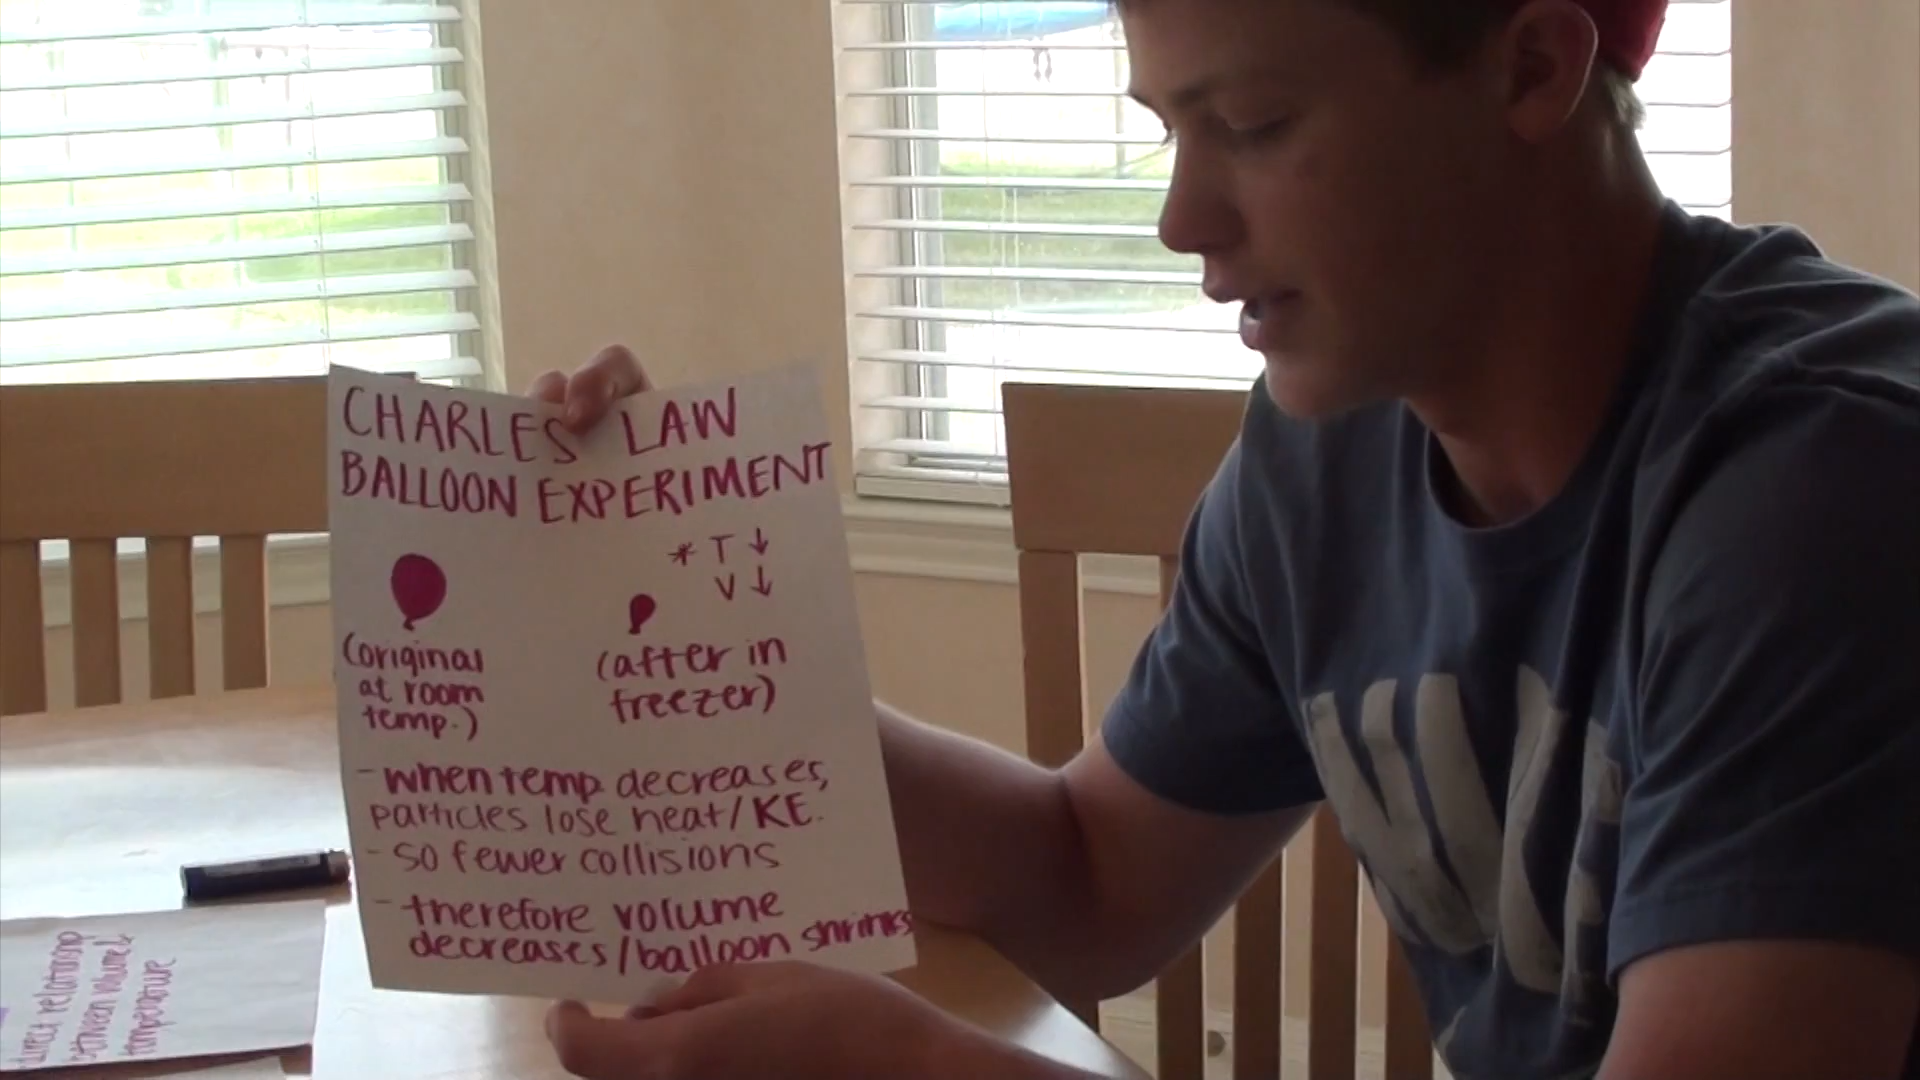 CHARLES' LAW
BALLOON EXPERIMENT
* T ↓
V ↓
(original
at room
temp.)
(after in
freezer)
- when temp. decreases,
particles lose heat/KE.
- so fewer collisions
- therefore volume
decreases/balloon shrinks
direct relationship
between volume &
temperature